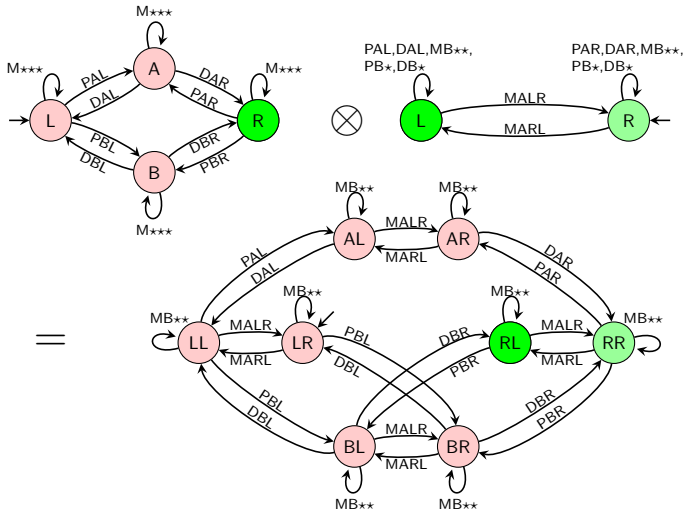 M⋆⋆⋆
A
PAL
DAL
DAR
PAR
M⋆⋆⋆
L
M⋆⋆⋆
R
PBL
DBL
DBR
PBR
B
M⋆⋆⋆
⊗
PAL,DAL,MB⋆⋆,
PB⋆,DB⋆
L
MALR
MARL
PAR,DAR,MB⋆⋆,
PB⋆,DB⋆
R
=
MB⋆⋆
AL
MALR
MARL
MB⋆⋆
AR
PAL
DAL
DAR
PAR
MB⋆⋆
LL
MALR
MARL
MB⋆⋆
LR
PBL
DBL
DBR
PBR
MB⋆⋆
RL
MALR
MARL
MB⋆⋆
RR
PBL
DBL
DBR
PBR
BL
MALR
MARL
BR
MB⋆⋆
MB⋆⋆